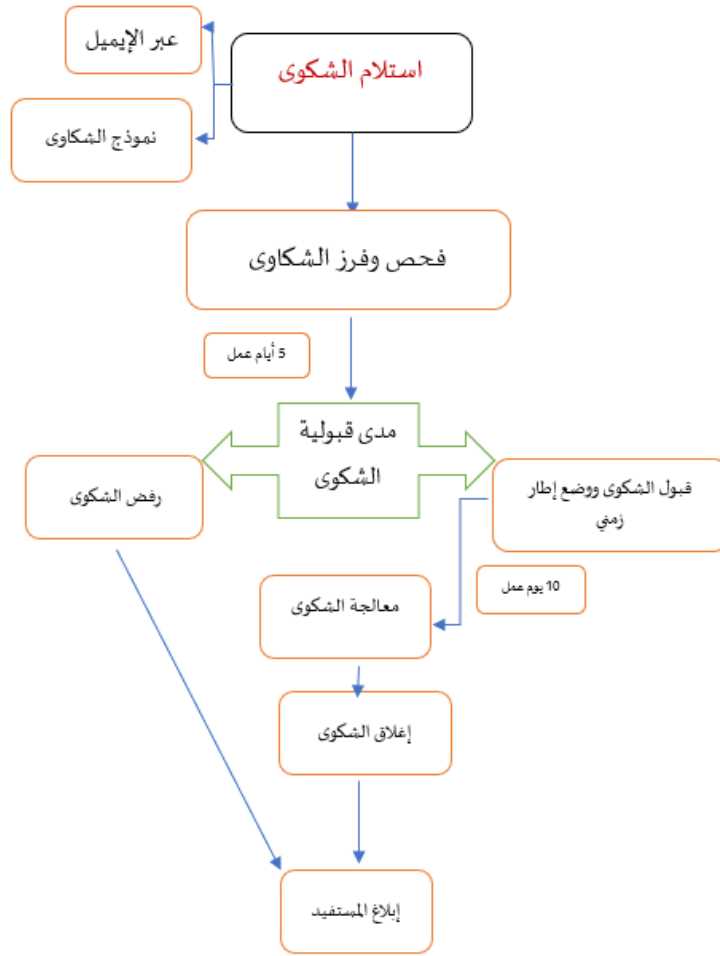 عبر الإيميل
استلام الشكوى
نموذج الشكاوى
فحص وفرز الشكاوى
5 أيام عمل
مدى قبولية
الشكوى
قبول الشكوى ووضع إطار
زمني
رفض الشكوى
10 يوم عمل
معالجة الشكوى
إغلاق الشكوى
إبلاغ المستفيد